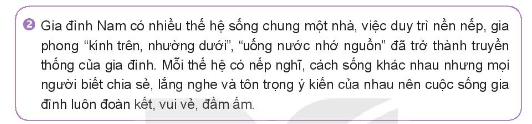 2 Gia đình Nam có nhiều thế hệ sống chung một nhà, việc duy trì nền nếp, gia
phong “kính trên, nhường dưới”, “uống nước nhớ nguồn” đã trở thành truyền
thống của gia đình. Mỗi thế hệ có nếp nghĩ, cách sống khác nhau nhưng mọi
người biết chia sẻ, lắng nghe và tôn trọng ý kiến của nhau nên cuộc sống gia
đình luôn đoàn kết, vui vẻ, đầm ấm.